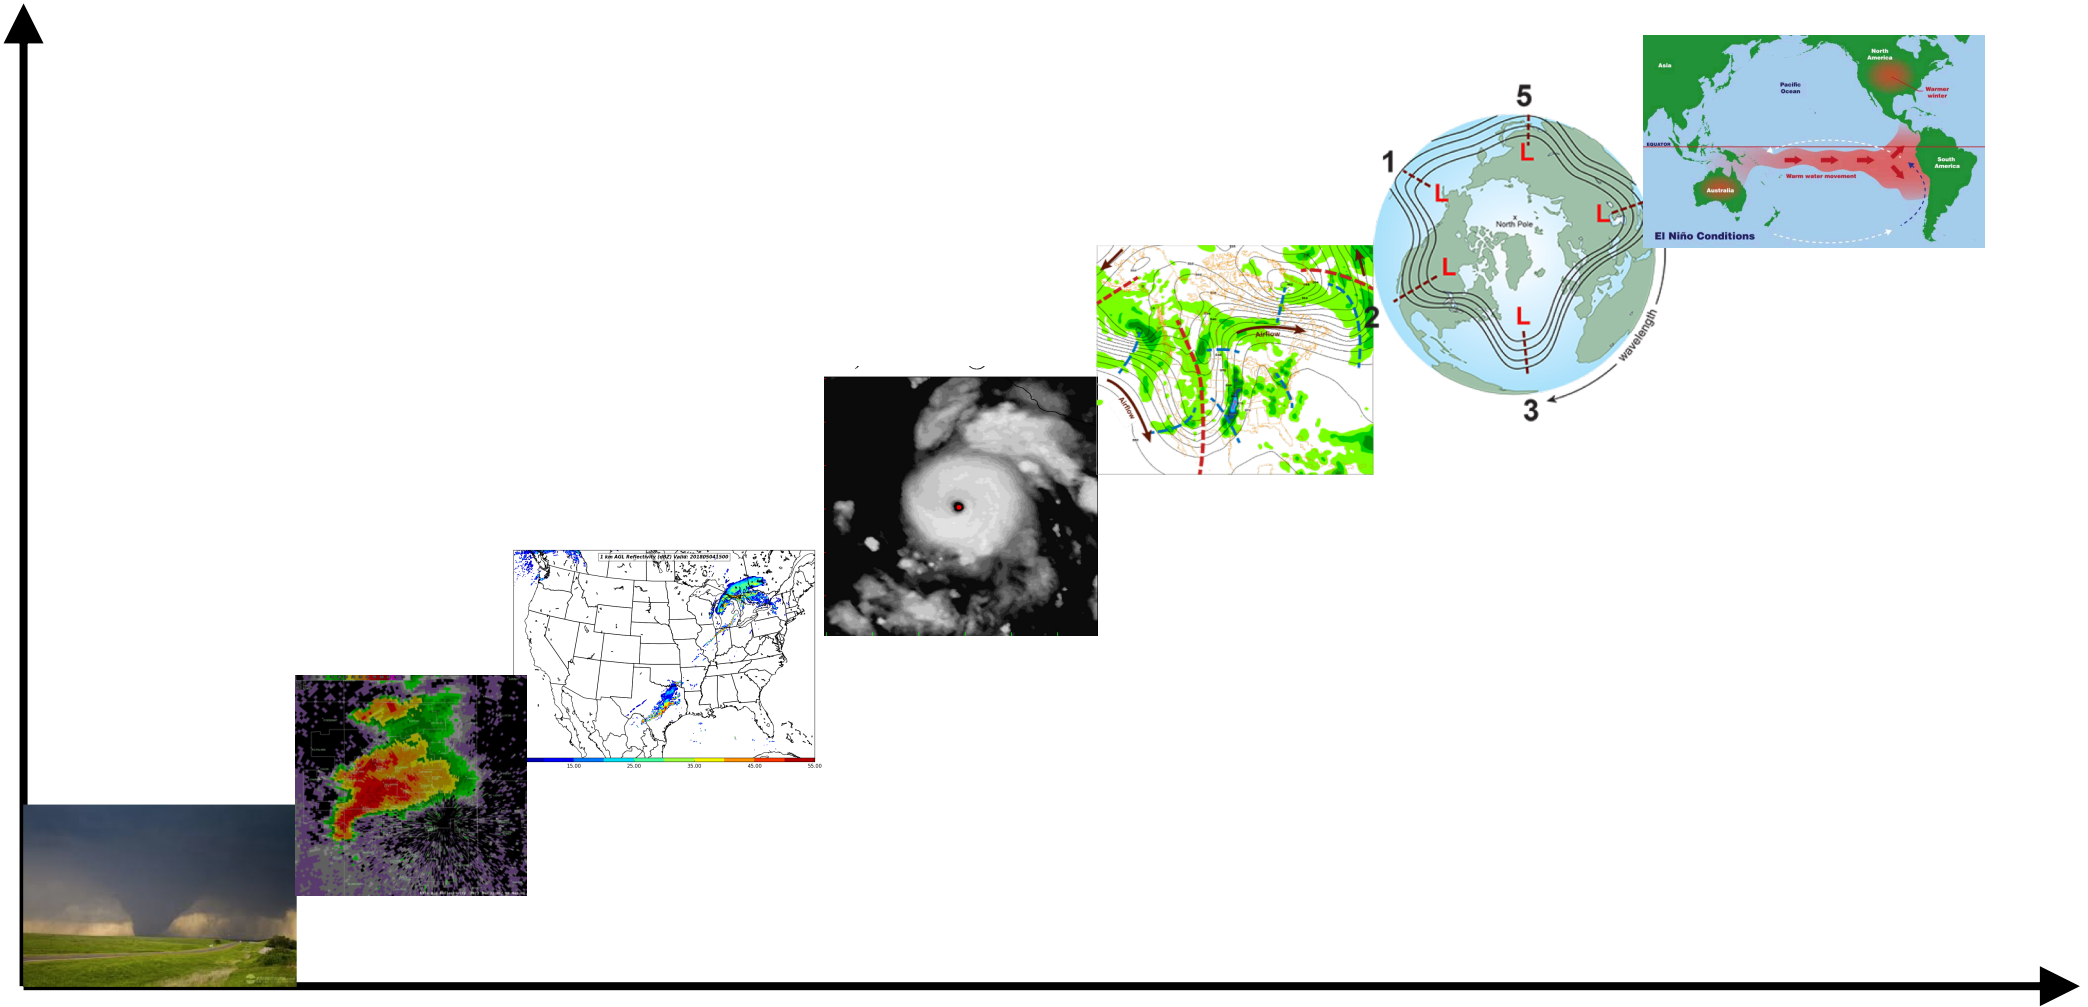 Asia
North
America
Pacific
Ocean
Warmer
winter
EQUATOR
South
America
Warm water movement
Australia
El Niño Conditions
5
1
L
L
L
x
North Pole
L
L
2
3
wavelength
Airflow
Airflow
1 km AGL Reflectivity (dBZ) Valid: 201805041500
15.00 25.00 35.00 45.00 55.00